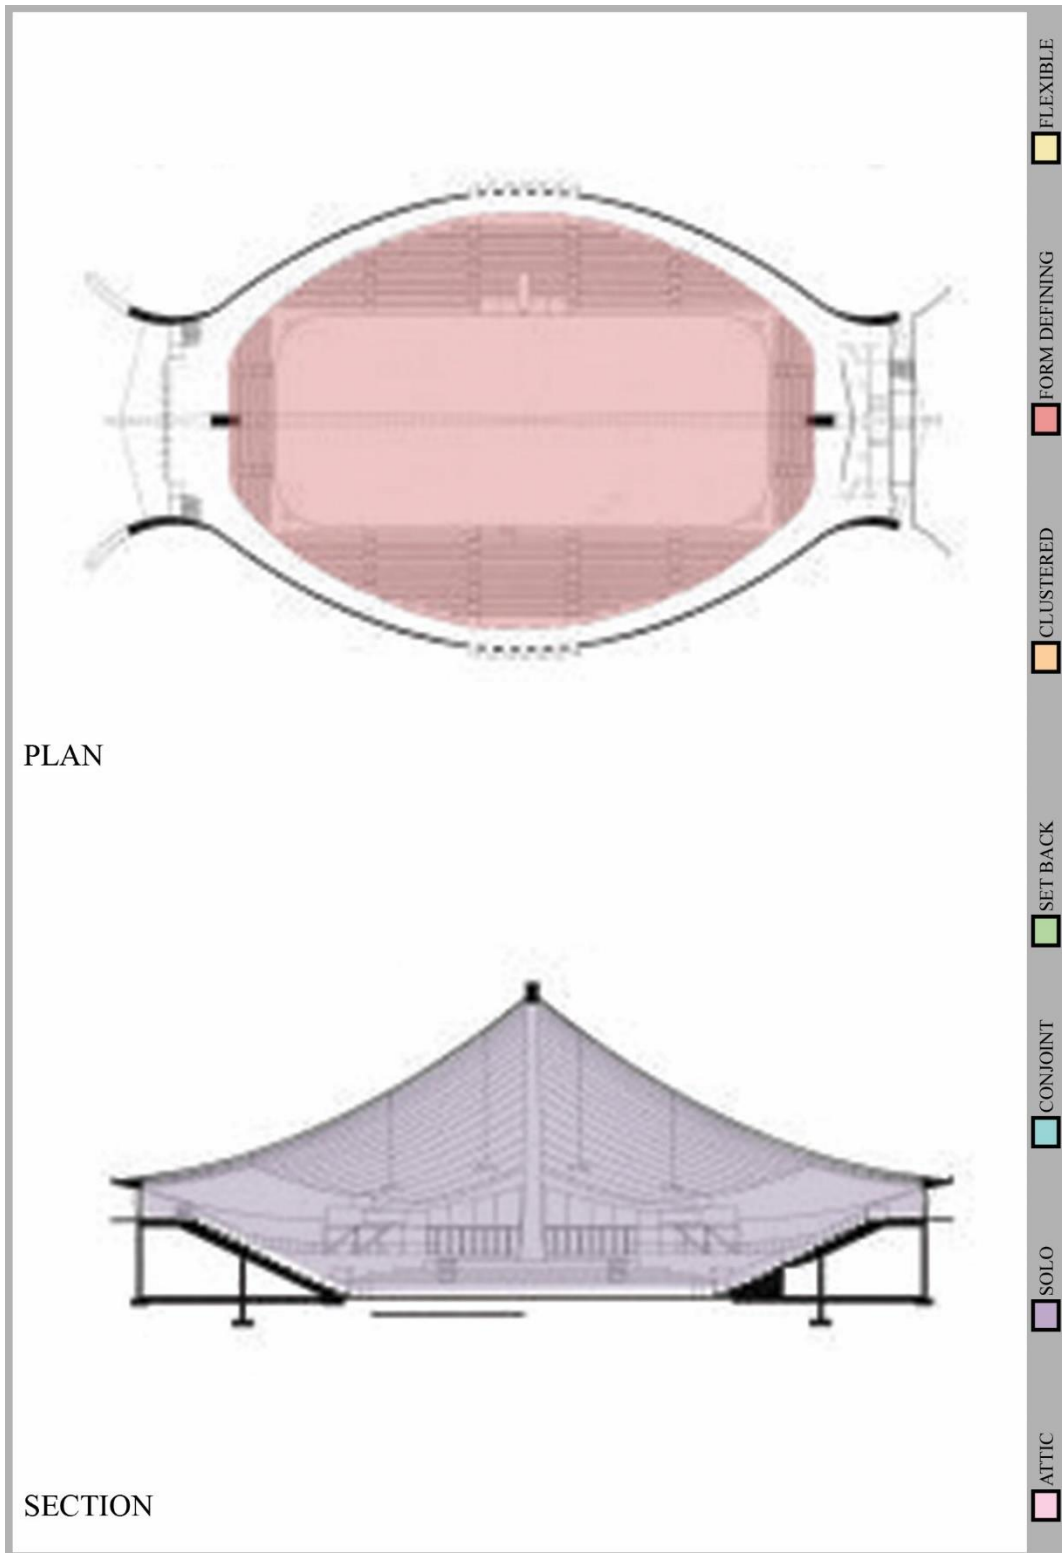 PLAN
SECTION
FLEXIBLE
FORM DEFINING
CLUSTERED
SET BACK
CONJOINT
SOLO
ATTIC